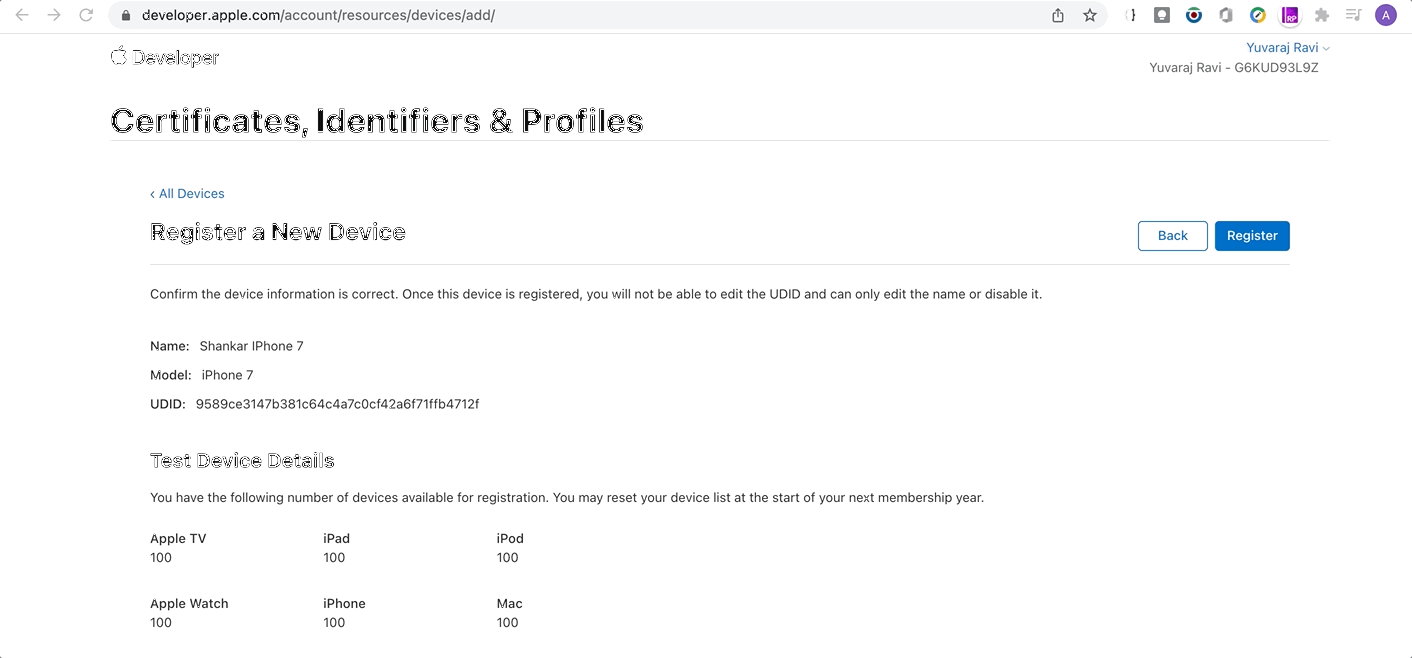 developer.apple.com/account/resources/devices/add/
RP
A
Developer
Yuvaraj Ravi
Yuvaraj Ravi - G6KUD93L9Z
Certificates, Identifiers & Profiles
‹ All Devices
Register a New Device
Back Register
Confirm the device information is correct. Once this device is registered, you will not be able to edit the UDID and can only edit the name or disable it.
Name: Shankar IPhone 7
Model: iPhone 7
UDID: 9589ce3147b381c64c4a7c0cf42a6f71ffb4712f
Test Device Details
You have the following number of devices available for registration. You may reset your device list at the start of your next membership year.
Apple TV iPad iPod
100 100 100
Apple Watch iPhone Mac
100 100 100